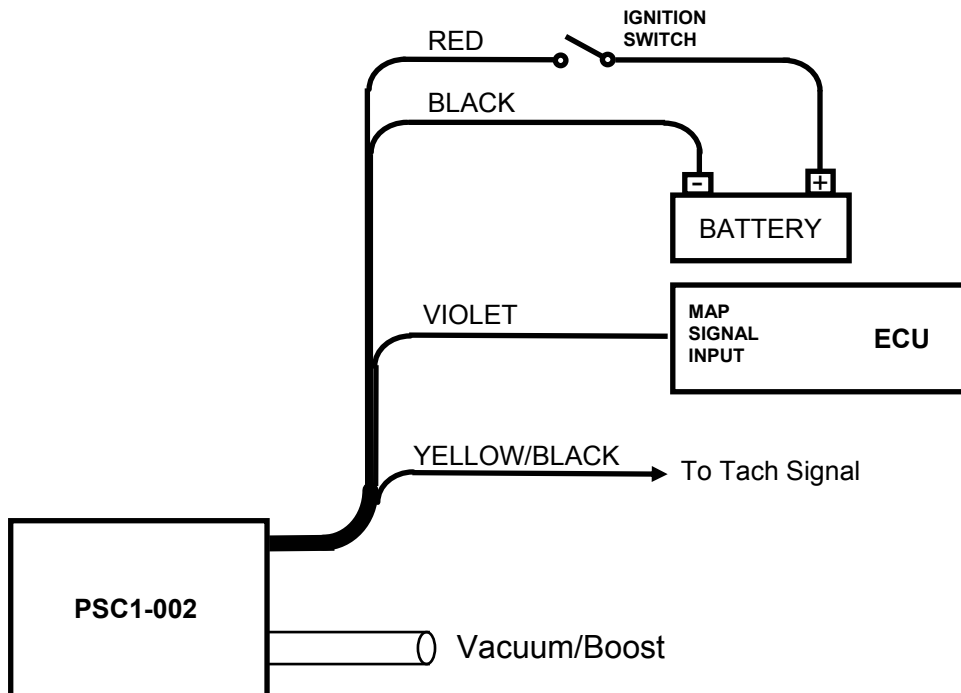 IGNITION
SWITCH
RED
BLACK
- +
BATTERY
VIOLET
MAP
SIGNAL
INPUT
ECU
YELLOW/BLACK
To Tach Signal
PSC1-002
Vacuum/Boost